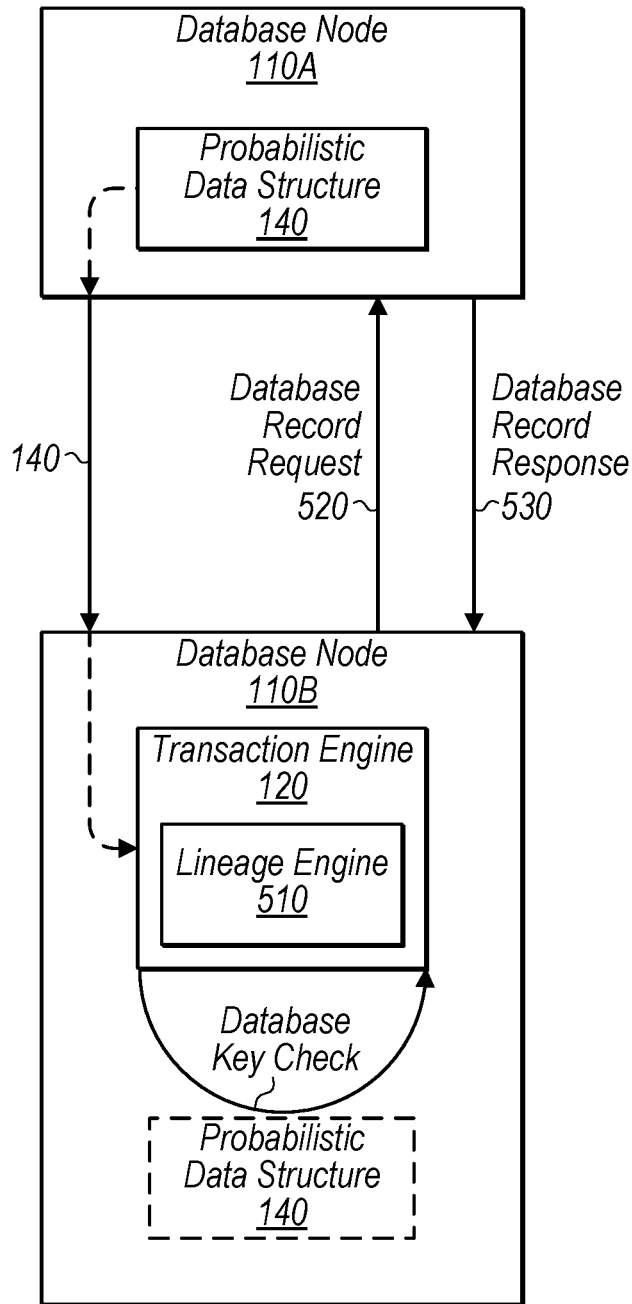 Database Node
110A
Probabilistic
Data Structure
140
140
Database
Record
Request
520
Database
Record
Response
530
Database Node
110B
Transaction Engine
120
Lineage Engine
510
Database
Key Check
Probabilistic
Data Structure
140